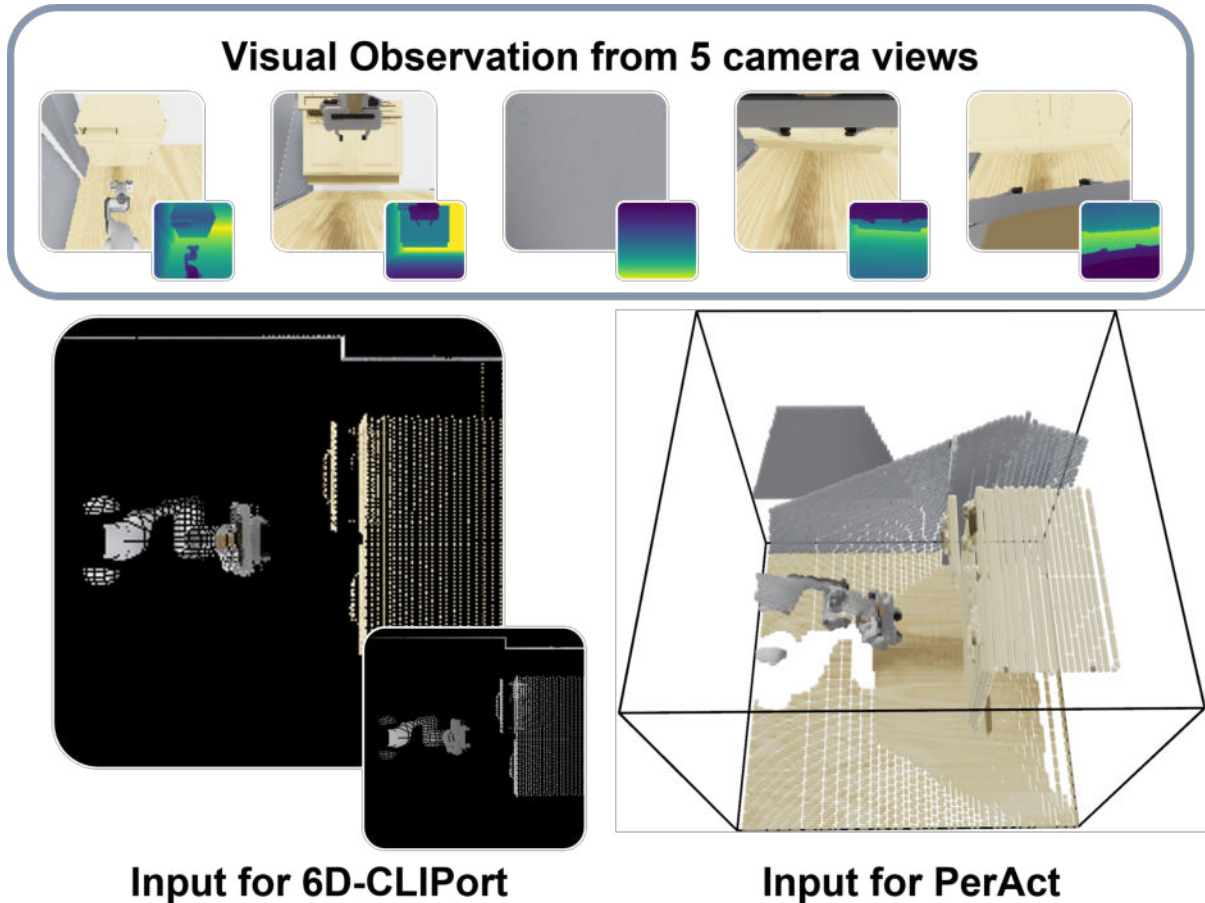 Visual Observation from 5 camera views
Input for 6D-CLIPort
Input for PerAct